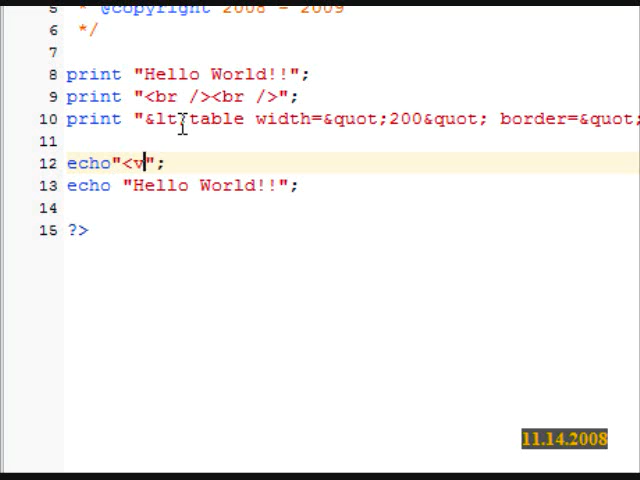 5 * @copyright 2008 - 2009
6 */
7
8 print "Hello World!!";
9 print "<br /><br />";
10 print "&lt;table width=&quot;200&quot; border=&quot;
11
12 echo"<v";
13 echo "Hello World!!";
14
15 ?>
11.14.2008